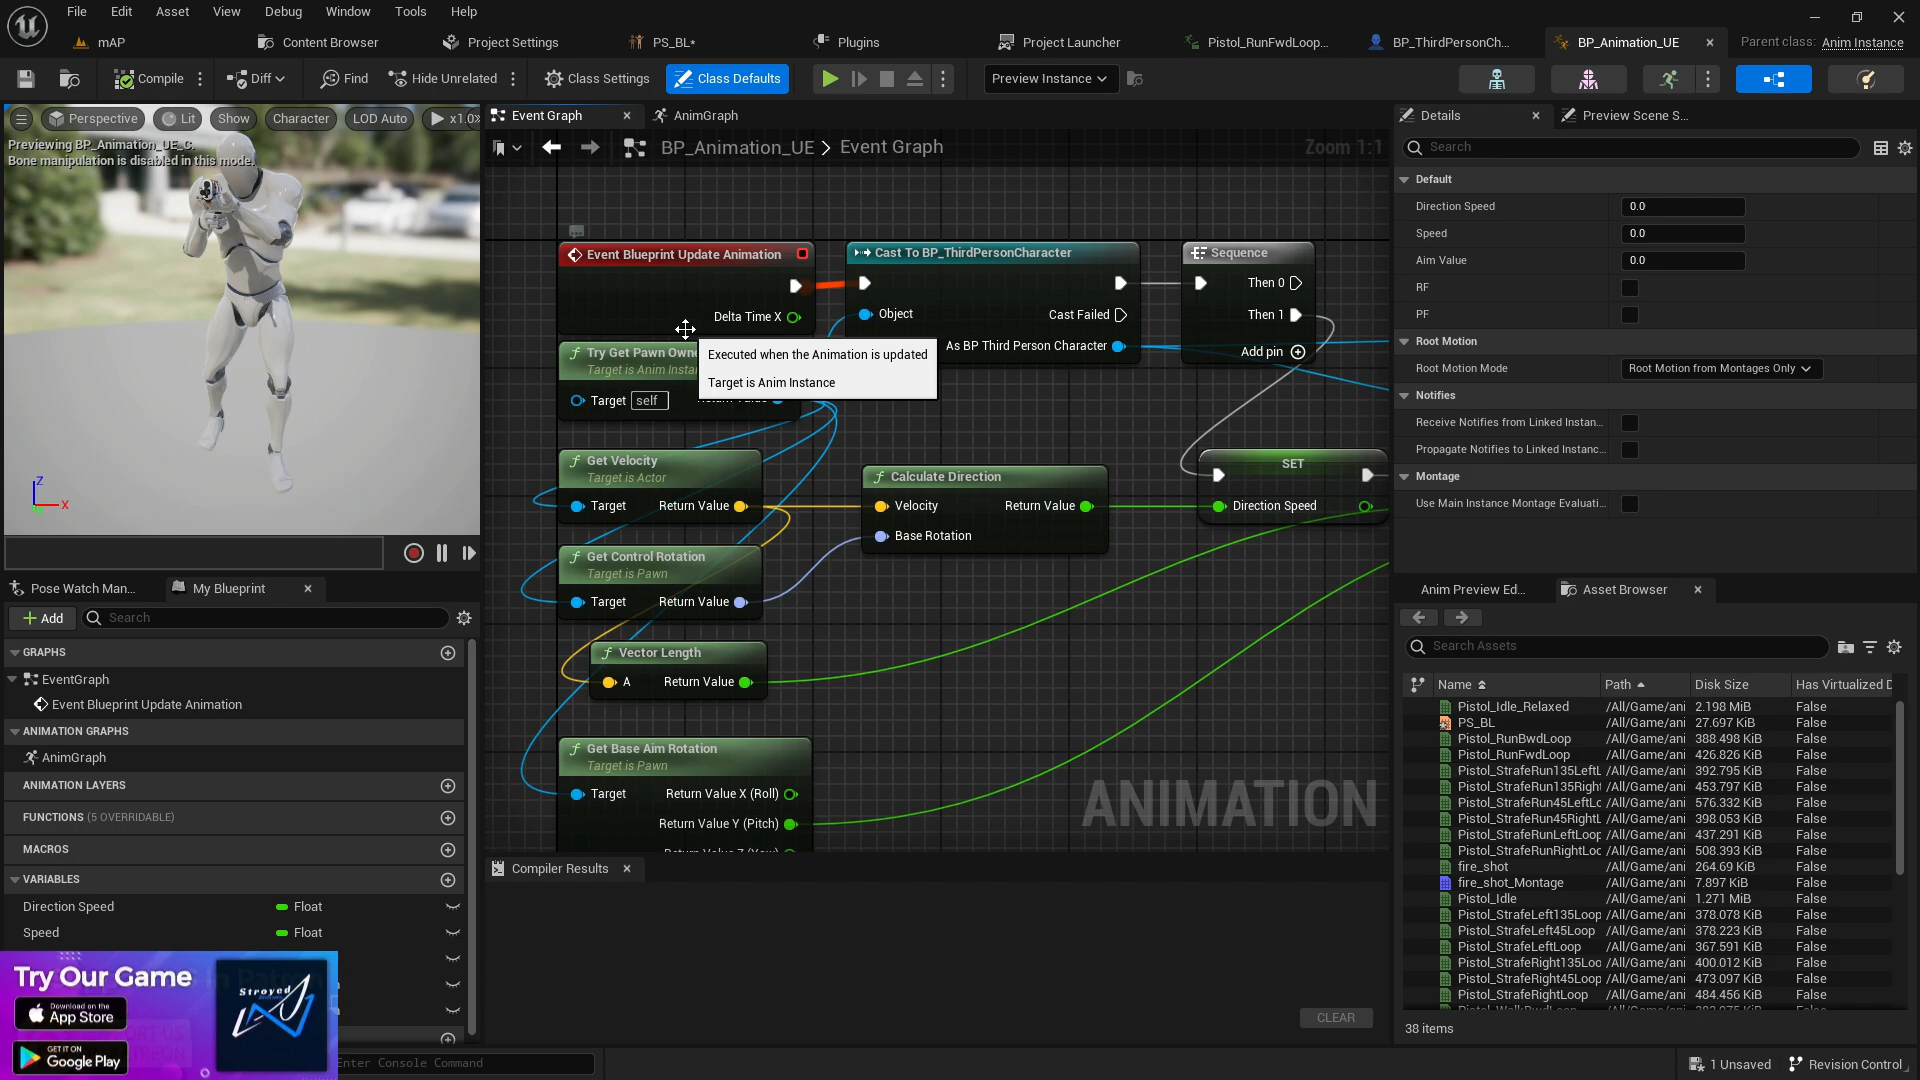 File Edit Asset View Debug Window Tools Help
mAP Content Browser Project Settings PS_BL* Plugins Project Launcher Pistol_RunFwdLoop... BP_ThirdPersonCh... BP_Animation_UE Parent class: Anim Instance
Compile Diff Find Hide Unrelated Class Settings Class Defaults Preview Instance
Perspective Lit Show Character LOD Auto x1.0
Previewing BP_Animation_UE_C.
Bone manipulation is disabled in this mode.
Z
X
Event Graph AnimGraph
BP_Animation_UE > Event Graph Zoom 1:1
Event Blueprint Update Animation
Delta Time X
Cast To BP_ThirdPersonCharacter
Object Cast Failed
As BP Third Person Character
Sequence
Then 0
Then 1
Add pin
Try Get Pawn Owne
Target is Anim Insta
Target self
Executed when the Animation is updated
Target is Anim Instance
Get Velocity
Target is Actor
Target Return Value
Calculate Direction
Velocity Return Value
Base Rotation
SET
Direction Speed
Get Control Rotation
Target is Pawn
Target Return Value
Vector Length
A Return Value
Get Base Aim Rotation
Target is Pawn
Target Return Value X (Roll)
Return Value Y (Pitch)
ANIMATION
Compiler Results
CLEAR
Pose Watch Man... My Blueprint
Add Search
GRAPHS
EventGraph
Event Blueprint Update Animation
ANIMATION GRAPHS
AnimGraph
ANIMATION LAYERS
FUNCTIONS (5 OVERRIDABLE)
MACROS
VARIABLES
Direction Speed Float
Speed Float
Try Our Game
Download on the
App Store
GET IT ON
Google Play
Stroyed
Enter Console Command
Details Preview Scene S...
Search
Default
Direction Speed 0.0
Speed 0.0
Aim Value 0.0
RF
PF
Root Motion
Root Motion Mode Root Motion from Montages Only
Notifies
Receive Notifies from Linked Instan...
Propagate Notifies to Linked Instanc...
Montage
Use Main Instance Montage Evaluati...
Anim Preview Ed... Asset Browser
Search Assets
Name Path Disk Size Has Virtualized D
Pistol_Idle_Relaxed /All/Game/ani 2.198 MiB False
PS_BL /All/Game/ani 27.697 KiB False
Pistol_RunBwdLoop /All/Game/ani 388.498 KiB False
Pistol_RunFwdLoop /All/Game/ani 426.826 KiB False
Pistol_StrafeRun135LeftL /All/Game/ani 392.795 KiB False
Pistol_StrafeRun135Right /All/Game/ani 453.797 KiB False
Pistol_StrafeRun45LeftLc /All/Game/ani 576.332 KiB False
Pistol_StrafeRun45RightL /All/Game/ani 398.053 KiB False
Pistol_StrafeRunLeftLoop /All/Game/ani 437.291 KiB False
Pistol_StrafeRunRightLoc /All/Game/ani 508.393 KiB False
fire_shot /All/Game/ani 264.69 KiB False
fire_shot_Montage /All/Game/ani 7.897 KiB False
Pistol_Idle /All/Game/ani 1.271 MiB False
Pistol_StrafeLeft135Loop /All/Game/ani 378.078 KiB False
Pistol_StrafeLeft45Loop /All/Game/ani 378.223 KiB False
Pistol_StrafeLeftLoop /All/Game/ani 367.591 KiB False
Pistol_StrafeRight135Loc /All/Game/ani 400.012 KiB False
Pistol_StrafeRight45Loop /All/Game/ani 473.097 KiB False
Pistol_StrafeRightLoop /All/Game/ani 484.456 KiB False
38 items
1 Unsaved Revision Control